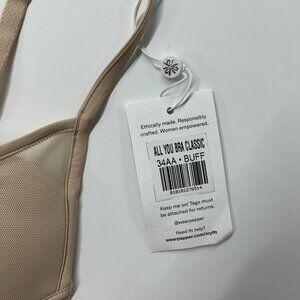 Ethically made. Responsibly
crafted. Women empowered.
ALL YOU BRA CLASSIC
34AA • BUFF
Keep me on! Tags must
be attached for returns.
@wearpepper
Need fit help?
wearpepper.com/myfit